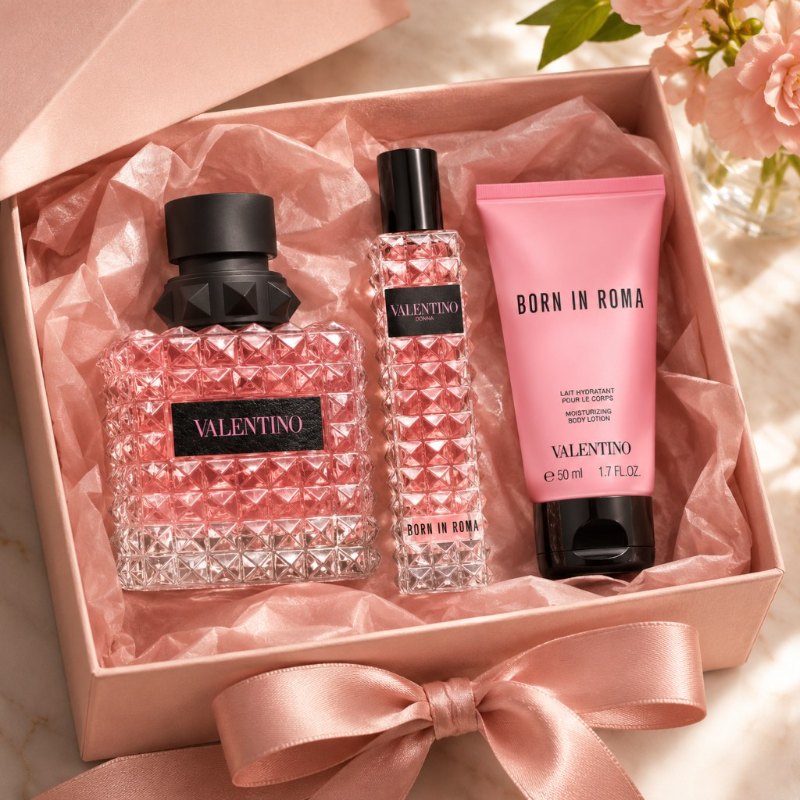 VALENTINO
VALENTINO
DONNA
BORN IN ROMA
BORN IN ROMA
LAIT HYDRATANT
POUR LE CORPS
MOISTURIZING
BODY LOTION
VALENTINO
℮ 50 ml 1.7 FL.OZ.